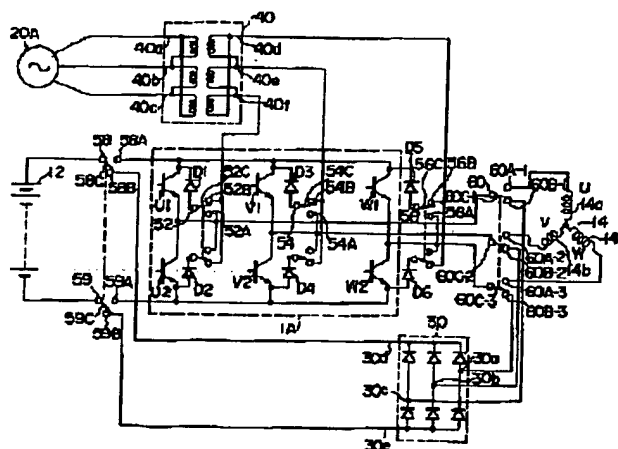 20A
40
40a
40d
40b
40e
40c
40f
12
58
58A
58C
58B
D1
52C
52B
D3
54C
54B
D5
56C
56B
60
60A-1
60B-1
U
14a
U1
V1
W1
52
52A
54
54A
56
56A
60C-1
V
14
W
14b
59
59A
59C
59B
U2
D2
V2
D4
W2
D6
60C-2
60A-2
60B-2
60C-3
60A-3
60B-3
1A
30
30d
30a
30b
30c
30e